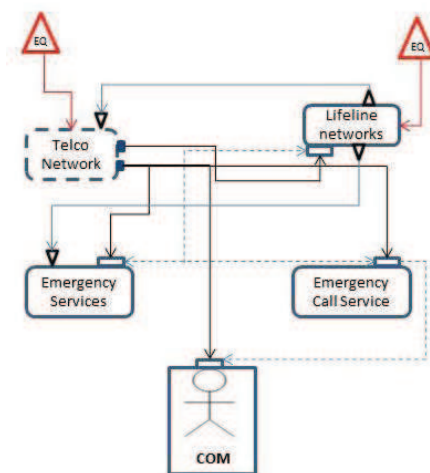 EQ
EQ
Telco
Network
Lifeline
networks
Emergency
Services
Emergency
Call Service
COM